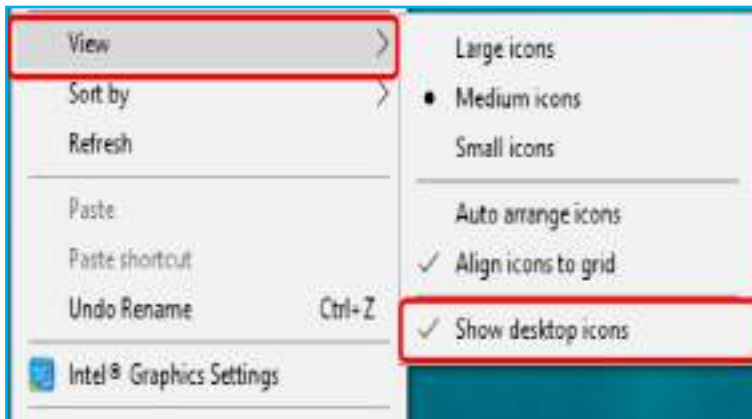 View
Sort by
Refresh
Paste
Paste shortcut
Undo Rename Ctrl+Z
Intel® Graphics Settings
Large icons
Medium icons
Small icons
Auto arrange icons
Align icons to grid
Show desktop icons